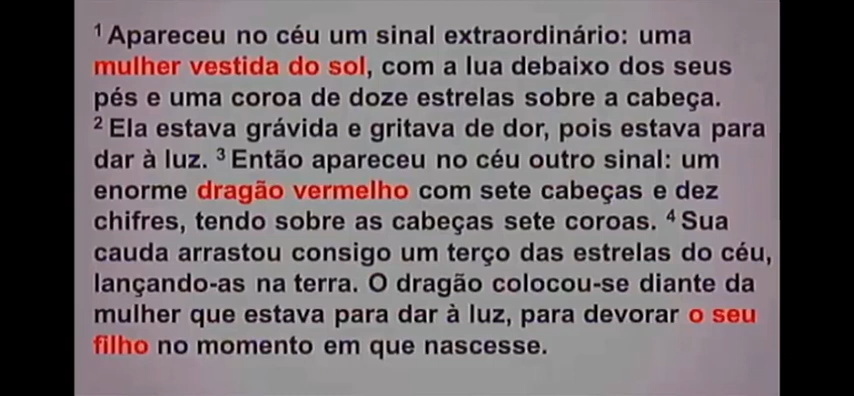 ¹ Apareceu no céu um sinal extraordinário: uma
mulher vestida do sol, com a lua debaixo dos seus
pés e uma coroa de doze estrelas sobre a cabeça.
² Ela estava grávida e gritava de dor, pois estava para
dar à luz. ³ Então apareceu no céu outro sinal: um
enorme dragão vermelho com sete cabeças e dez
chifres, tendo sobre as cabeças sete coroas. ⁴ Sua
cauda arrastou consigo um terço das estrelas do céu,
lançando-as na terra. O dragão colocou-se diante da
mulher que estava para dar à luz, para devorar o seu
filho no momento em que nascesse.